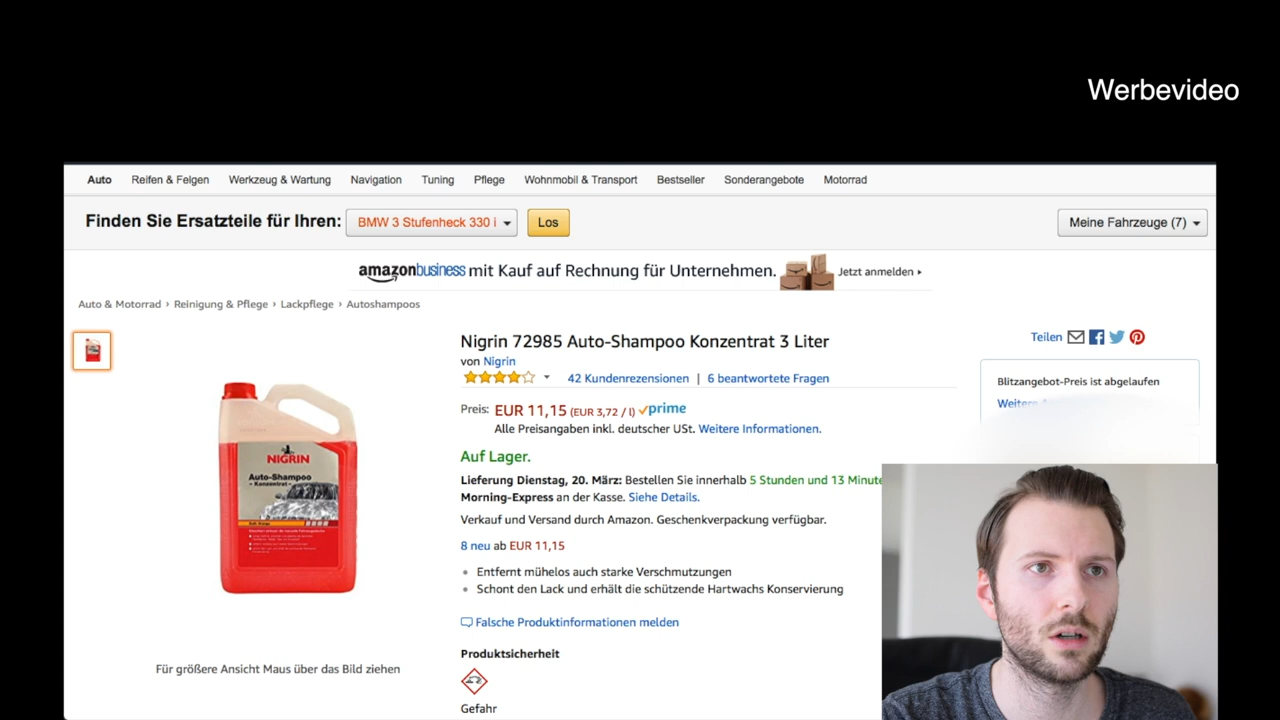 Werbevideo
Auto Reifen & Felgen Werkzeug & Wartung Navigation Tuning Pflege Wohnmobil & Transport Bestseller Sonderangebote Motorrad
Finden Sie Ersatzteile für Ihren: BMW 3 Stufenheck 330 i Los Meine Fahrzeuge (7)
amazonbusiness mit Kauf auf Rechnung für Unternehmen. Jetzt anmelden
Auto & Motorrad › Reinigung & Pflege › Lackpflege › Autoshampoos
Nigrin 72985 Auto-Shampoo Konzentrat 3 Liter
von Nigrin
42 Kundenrezensionen | 6 beantwortete Fragen
Preis: EUR 11,15 (EUR 3,72 / l) prime
Alle Preisangaben inkl. deutscher USt. Weitere Informationen.
Auf Lager.
Lieferung Dienstag, 20. März: Bestellen Sie innerhalb 5 Stunden und 13 Minute
Morning-Express an der Kasse. Siehe Details.
Verkauf und Versand durch Amazon. Geschenkverpackung verfügbar.
8 neu ab EUR 11,15
Entfernt mühelos auch starke Verschmutzungen
Schont den Lack und erhält die schützende Hartwachs Konservierung
Falsche Produktinformationen melden
Produktsicherheit
Gefahr
Teilen
Blitzangebot-Preis ist abgelaufen
Weitere
NIGRIN
Auto-Shampoo
- Konzentrat -
Für größere Ansicht Maus über das Bild ziehen